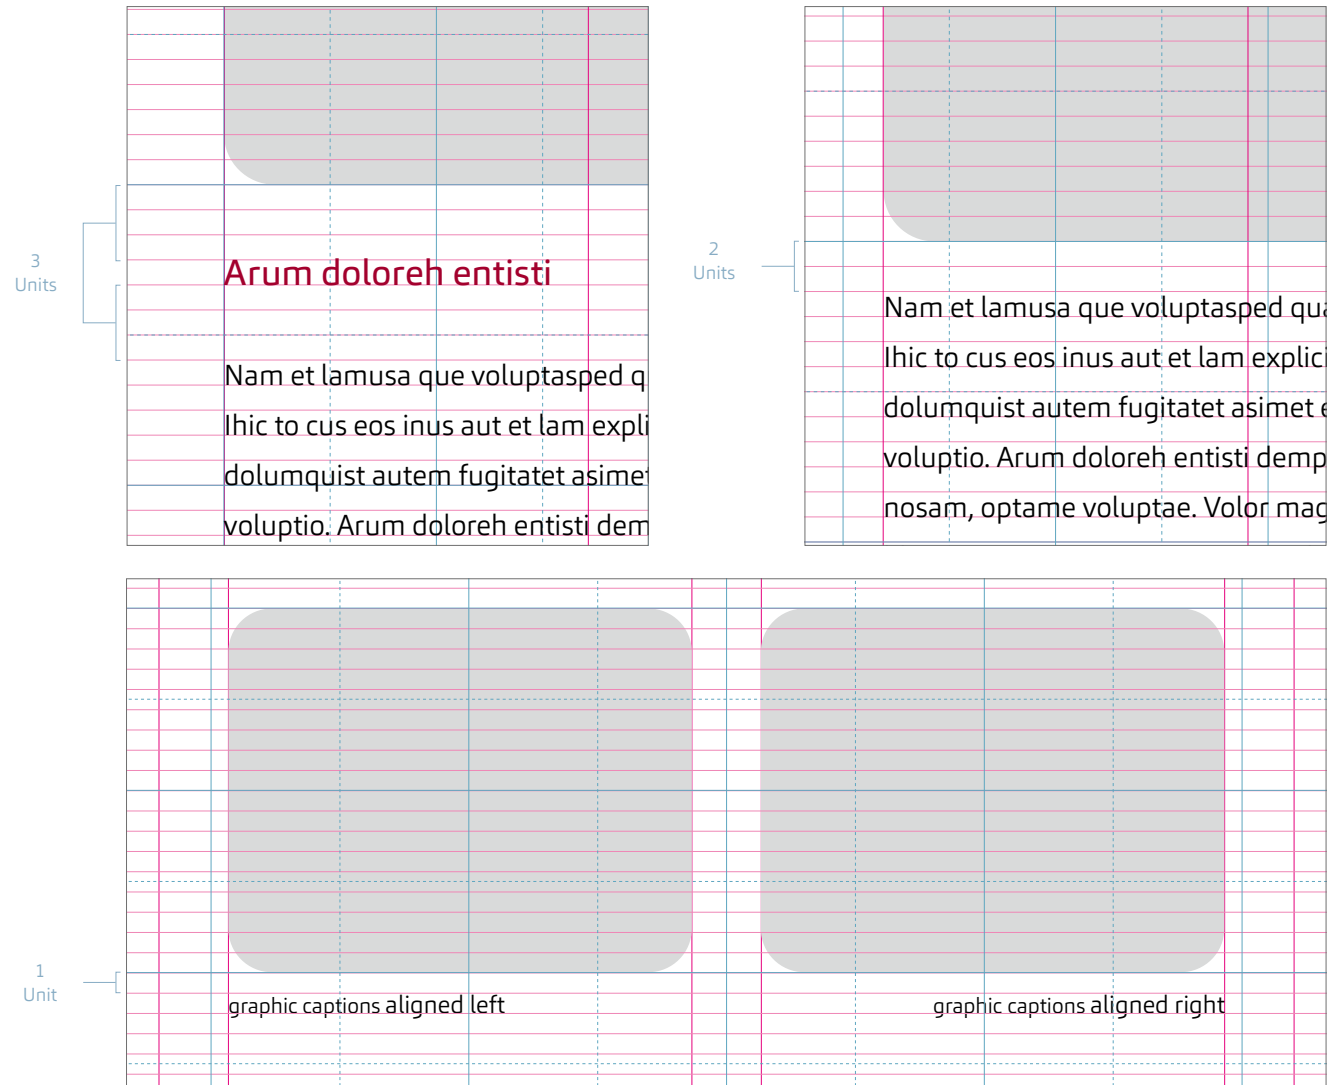 3
Units
Arum doloreh entisti
Nam et lamusa que voluptasped q
Ihic to cus eos inus aut et lam expli
dolumquist autem fugitatet asimet
voluptio. Arum doloreh entisti dem
2
Units
Nam et lamusa que voluptasped qua
Ihic to cus eos inus aut et lam explici
dolumquist autem fugitatet asimet e
voluptio. Arum doloreh entisti demp
nosam, optame voluptae. Volor mag
1
Unit
graphic captions aligned left
graphic captions aligned right